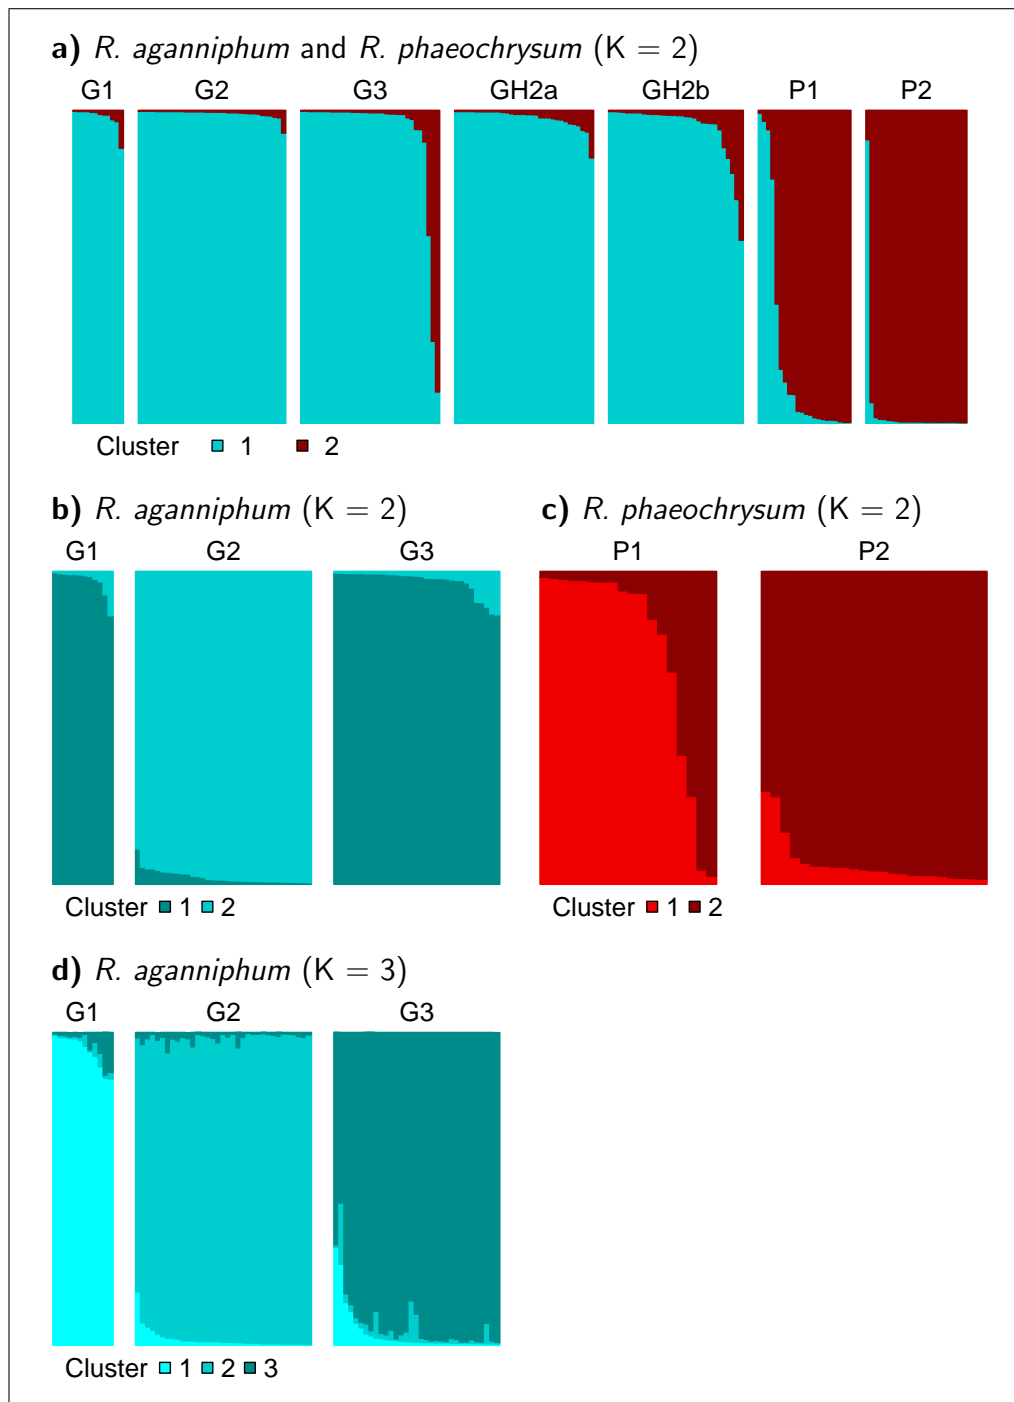 a) R. aganniphum and R. phaeochrysum (K = 2)
G1 G2 G3 GH2a GH2b P1 P2
Cluster 1 2
b) R. aganniphum (K = 2)
G1 G2 G3
Cluster 1 2
c) R. phaeochrysum (K = 2)
P1 P2
Cluster 1 2
d) R. aganniphum (K = 3)
G1 G2 G3
Cluster 1 2 3